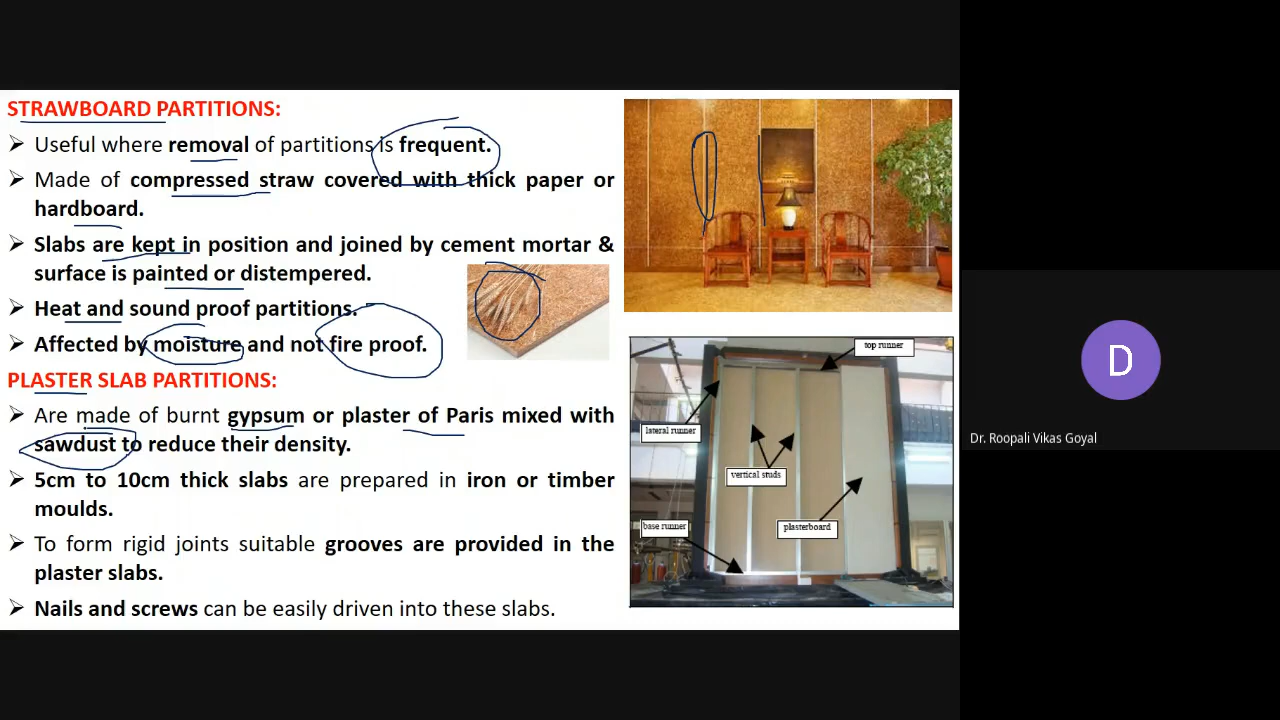 STRAWBOARD PARTITIONS:
➢ Useful where removal of partitions is frequent.
➢ Made of compressed straw covered with thick paper or
hardboard.
➢ Slabs are kept in position and joined by cement mortar &
surface is painted or distempered.
➢ Heat and sound proof partitions.
➢ Affected by moisture and not fire proof.
PLASTER SLAB PARTITIONS:
➢ Are made of burnt gypsum or plaster of Paris mixed with
sawdust to reduce their density.
➢ 5cm to 10cm thick slabs are prepared in iron or timber
moulds.
➢ To form rigid joints suitable grooves are provided in the
plaster slabs.
➢ Nails and screws can be easily driven into these slabs.
top runner
lateral runner
vertical studs
base runner
plasterboard
D
Dr. Roopali Vikas Goyal